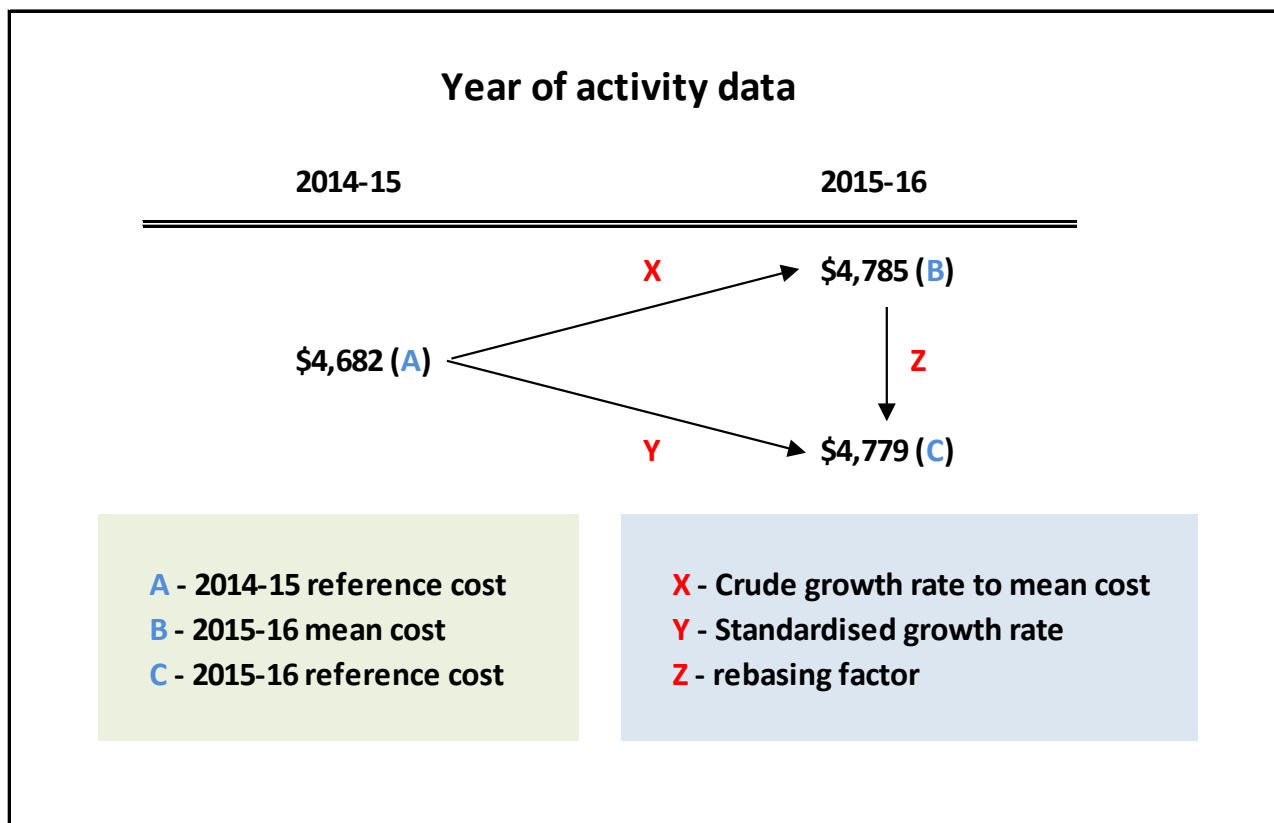 Year of activity data
2014-15 2015-16
X $4,785 (B)
$4,682 (A) Z
Y $4,779 (C)
A - 2014-15 reference cost
B - 2015-16 mean cost
C - 2015-16 reference cost
X - Crude growth rate to mean cost
Y - Standardised growth rate
Z - rebasing factor